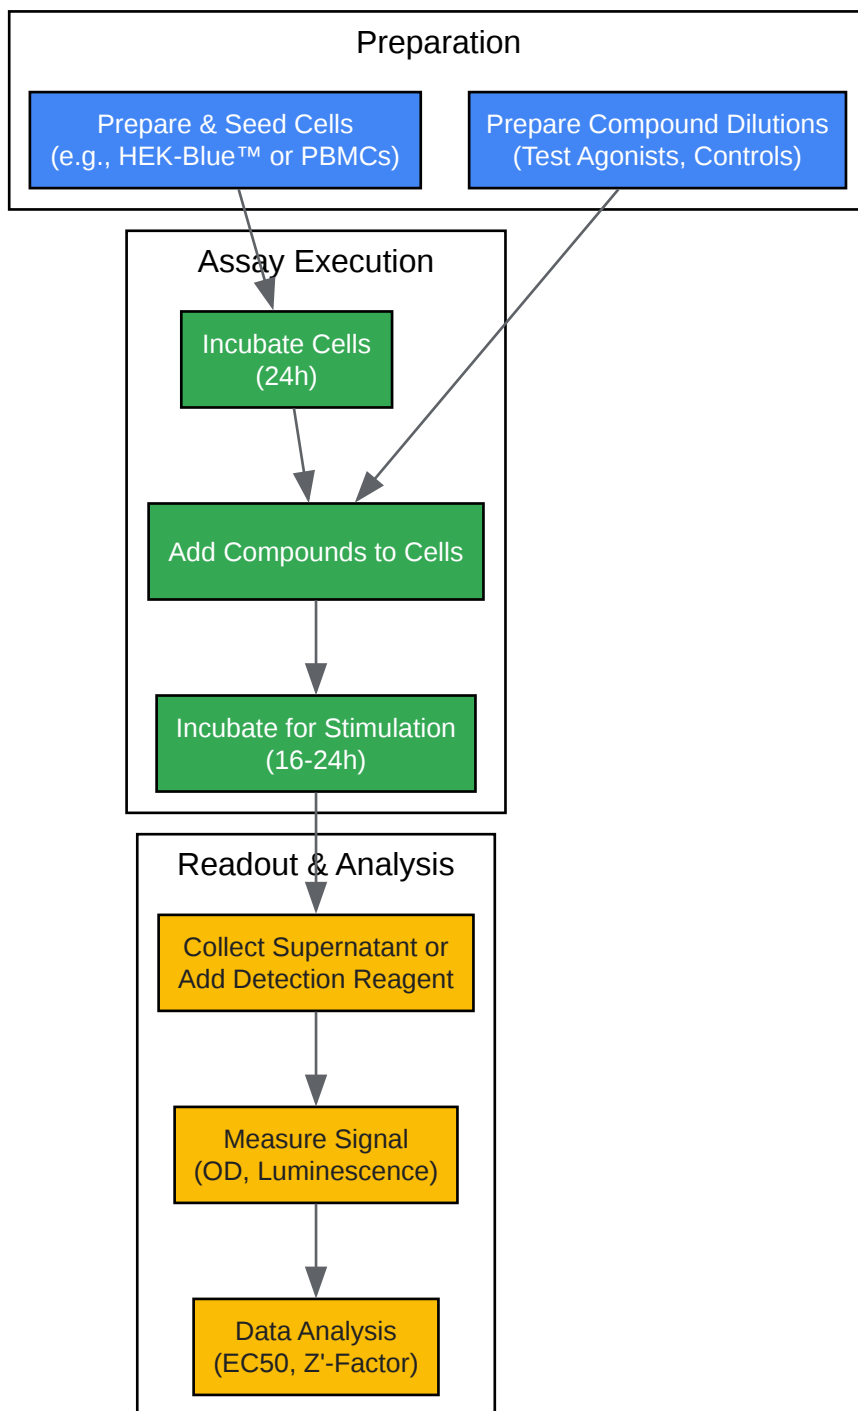 Preparation
Prepare & Seed Cells
(e.g., HEK-Blue™ or PBMCs)
Prepare Compound Dilutions
(Test Agonists, Controls)
Assay Execution
Incubate Cells
(24h)
Add Compounds to Cells
Incubate for Stimulation
(16-24h)
Readout & Analysis
Collect Supernatant or
Add Detection Reagent
Measure Signal
(OD, Luminescence)
Data Analysis
(EC50, Z'-Factor)